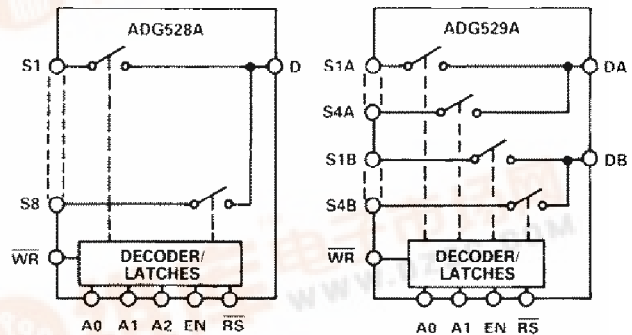 ADG528A
S1
D
S8
WR
DECODER/
LATCHES
A0 A1 A2 EN RS
ADG529A
S1A
DA
S4A
S1B
DB
S4B
WR
DECODER/
LATCHES
A0 A1 EN RS